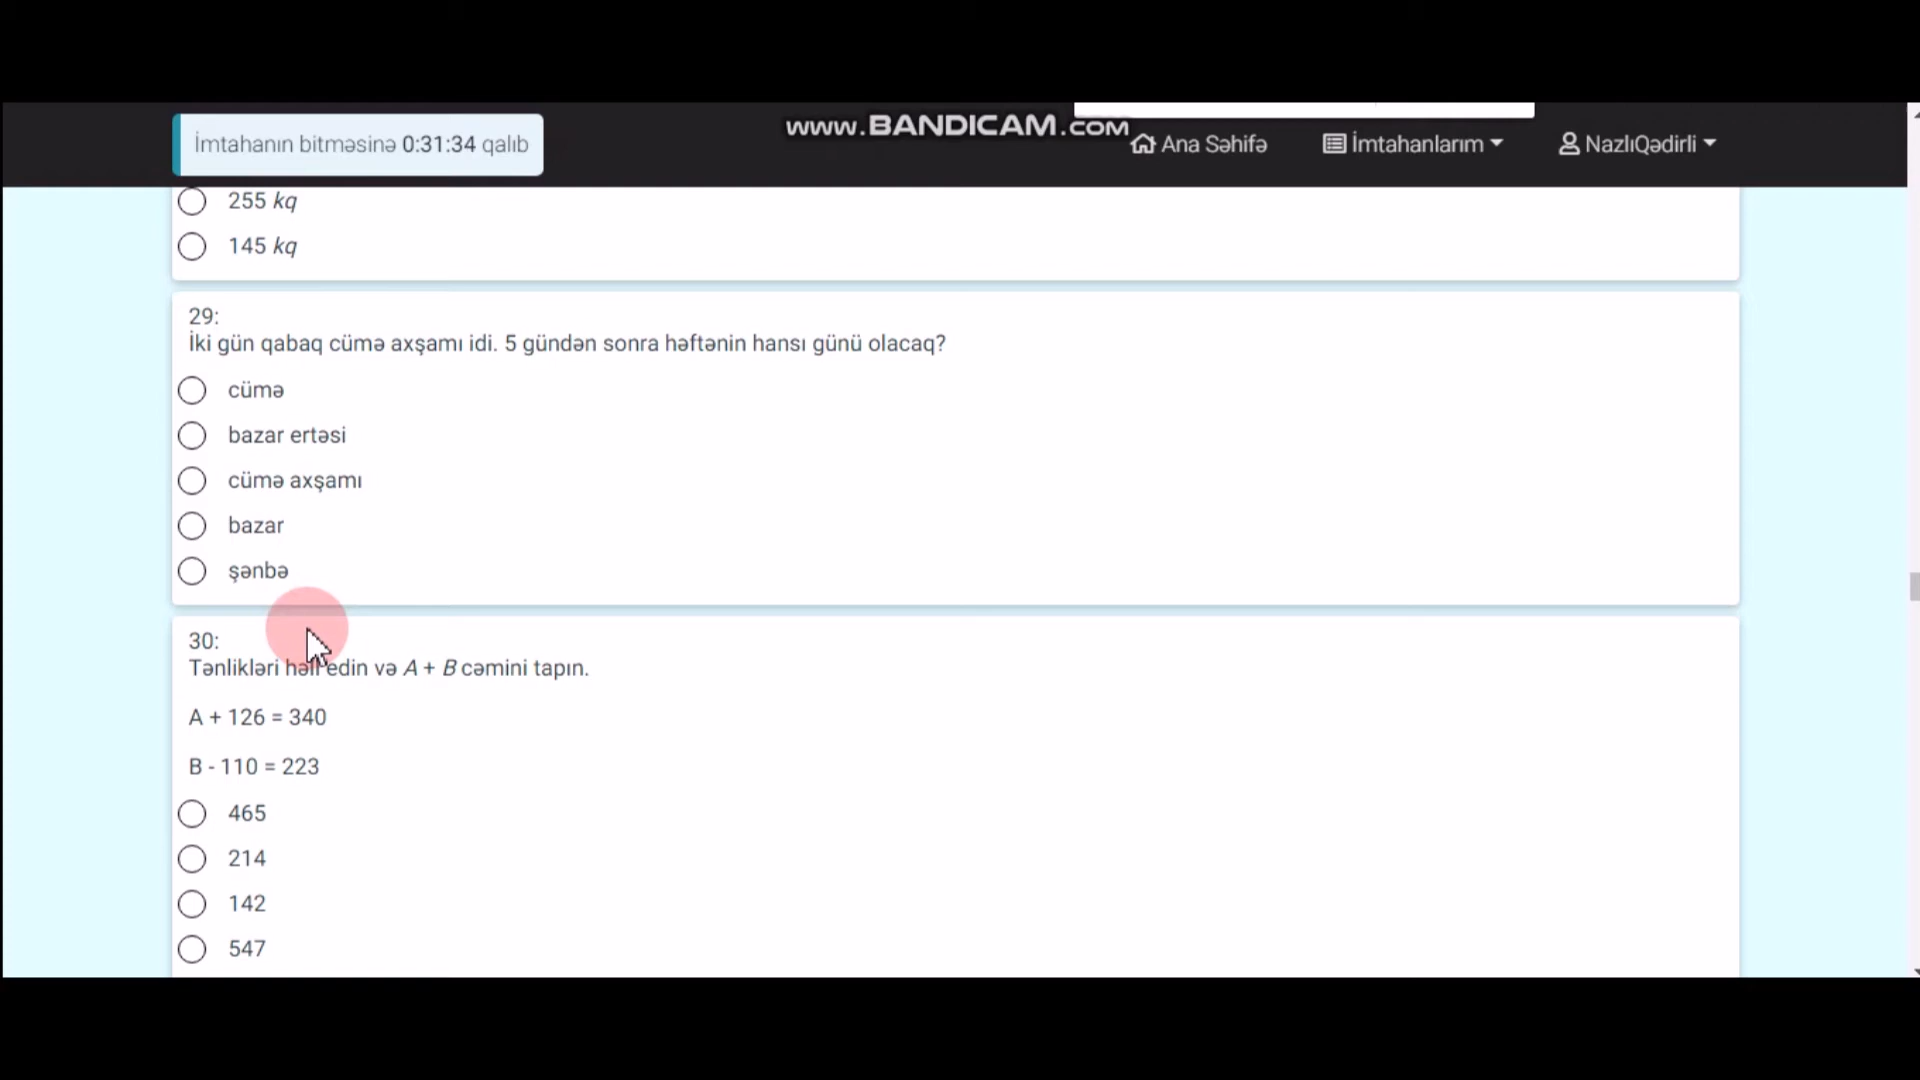 www.BANDICAM.COM
İmtahanın bitməsinə 0:31:34 qalıb
Ana Səhifə
İmtahanlarım
NazlıQədirli
255 kq
145 kq
29:
İki gün qabaq cümə axşamı idi. 5 gündən sonra həftənin hansı günü olacaq?
cümə
bazar ertəsi
cümə axşamı
bazar
şənbə
30:
Tənlikləri həll edin və A + B cəmini tapın.
A + 126 = 340
B - 110 = 223
465
214
142
547